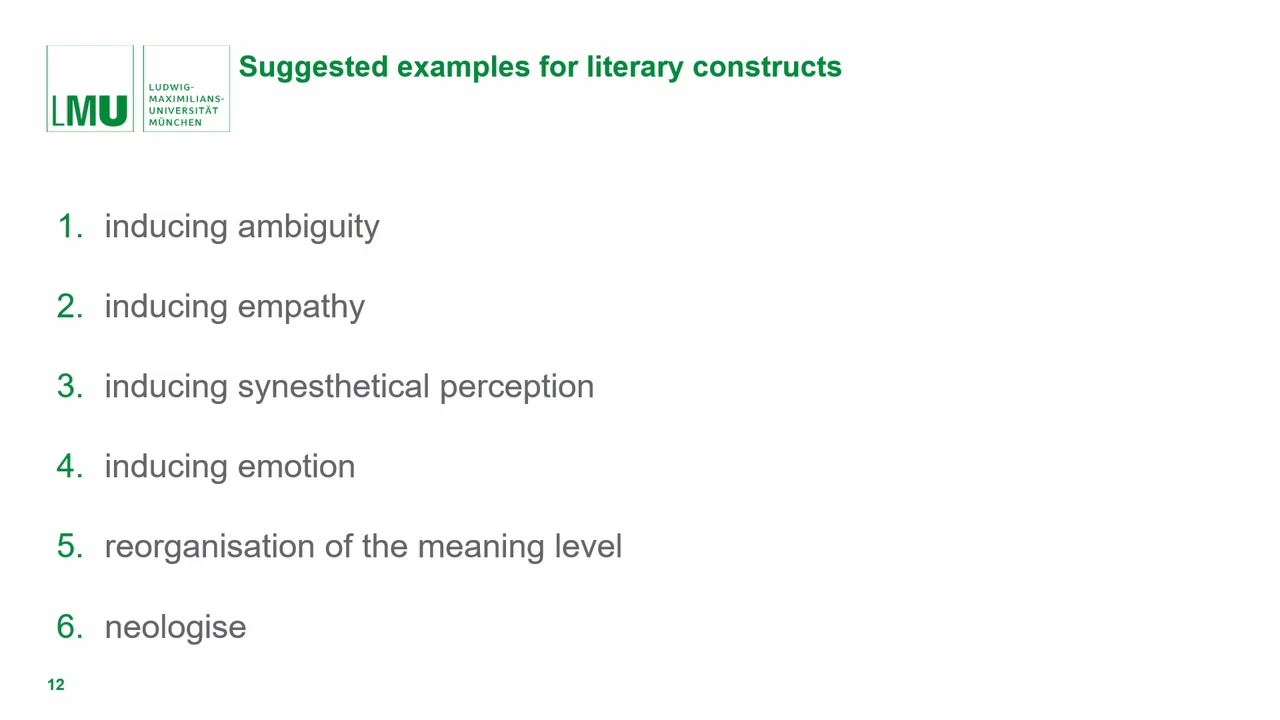 LMU
LUDWIG-
MAXIMILIANS-
UNIVERSITÄT
MÜNCHEN
Suggested examples for literary constructs
1. inducing ambiguity
2. inducing empathy
3. inducing synesthetical perception
4. inducing emotion
5. reorganisation of the meaning level
6. neologise
12